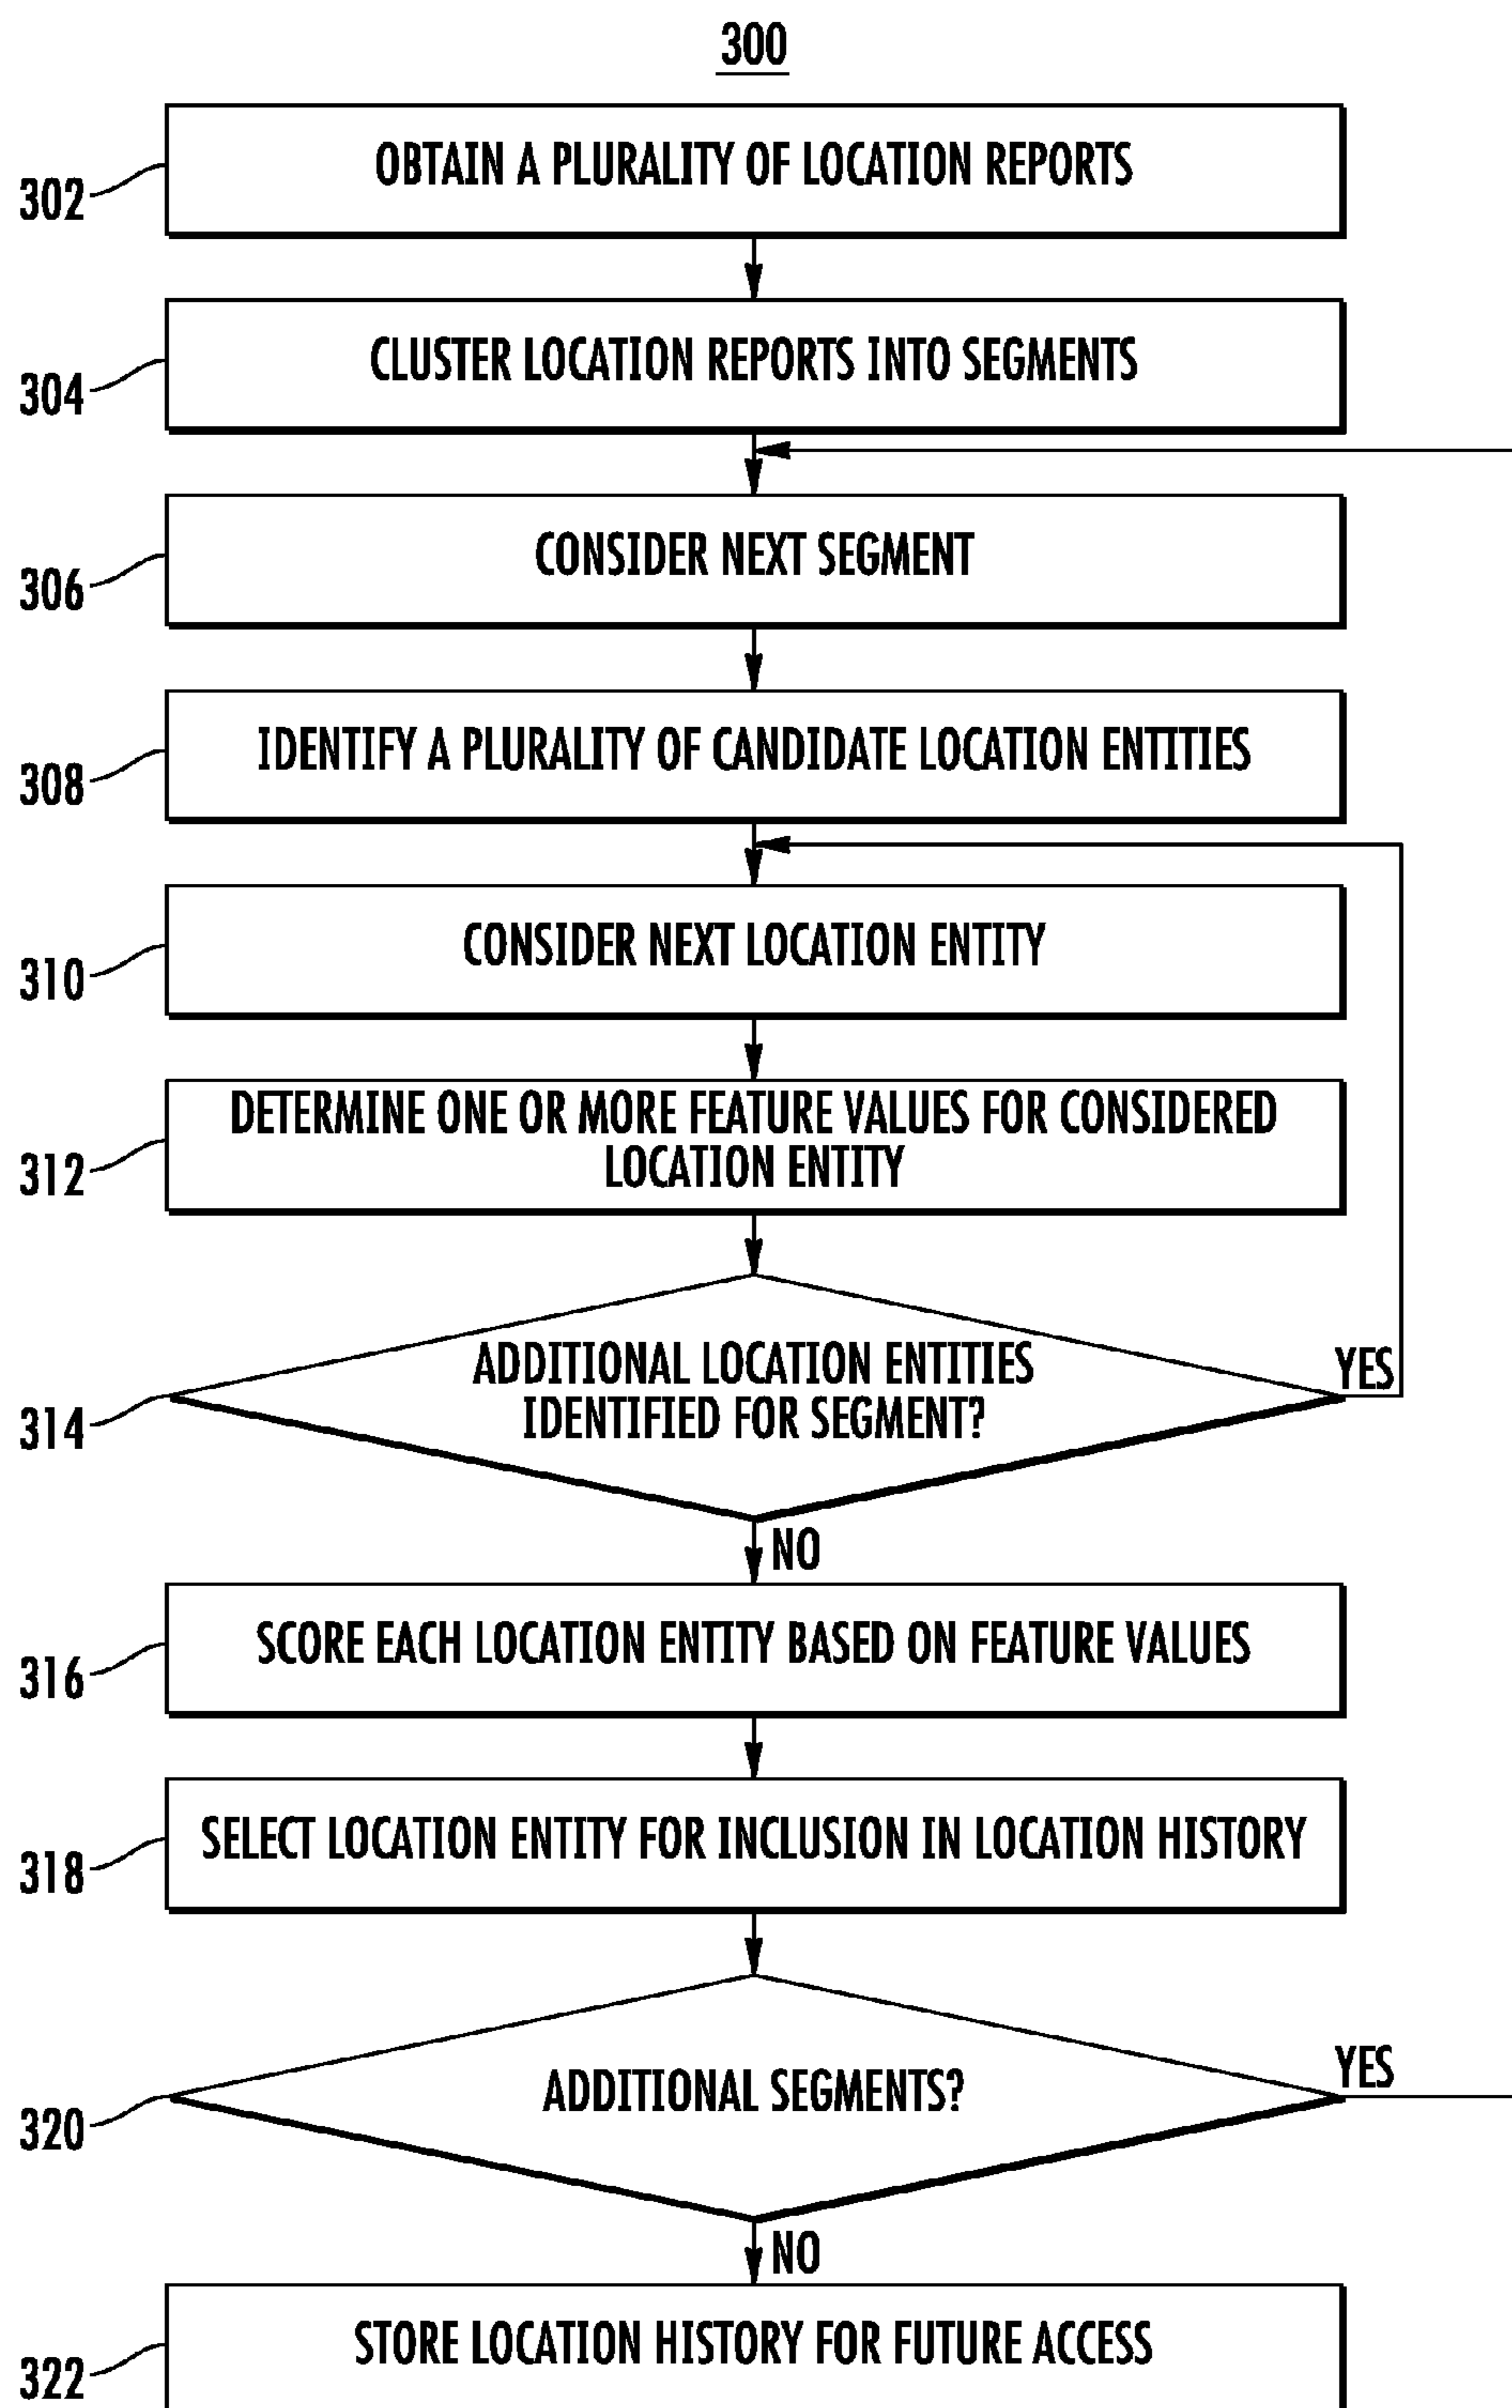 300
302
OBTAIN A PLURALITY OF LOCATION REPORTS
304
CLUSTER LOCATION REPORTS INTO SEGMENTS
306
CONSIDER NEXT SEGMENT
308
IDENTIFY A PLURALITY OF CANDIDATE LOCATION ENTITIES
310
CONSIDER NEXT LOCATION ENTITY
312
DETERMINE ONE OR MORE FEATURE VALUES FOR CONSIDERED
LOCATION ENTITY
314
ADDITIONAL LOCATION ENTITIES
IDENTIFIED FOR SEGMENT?
YES
NO
316
SCORE EACH LOCATION ENTITY BASED ON FEATURE VALUES
318
SELECT LOCATION ENTITY FOR INCLUSION IN LOCATION HISTORY
320
ADDITIONAL SEGMENTS?
YES
NO
322
STORE LOCATION HISTORY FOR FUTURE ACCESS